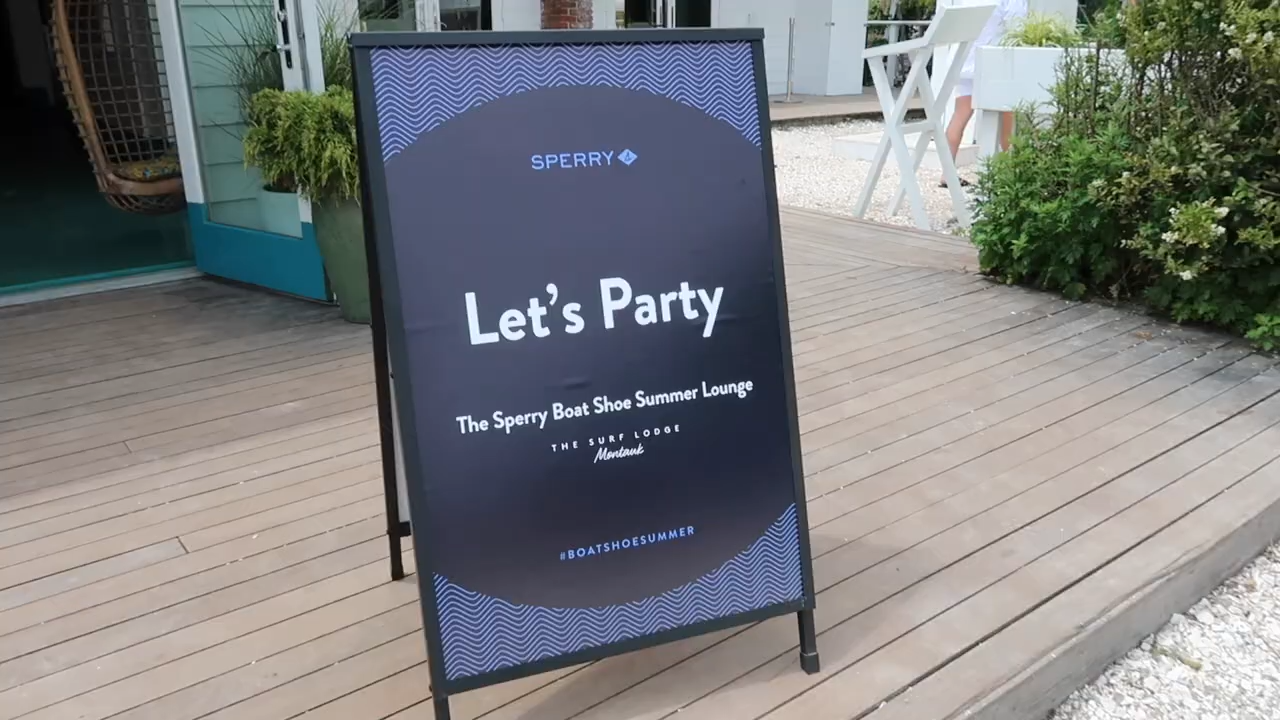 SPERRY
Let's Party
The Sperry Boat Shoe Summer Lounge
THE SURF LODGE
Montauk
#BOATSHOESUMMER